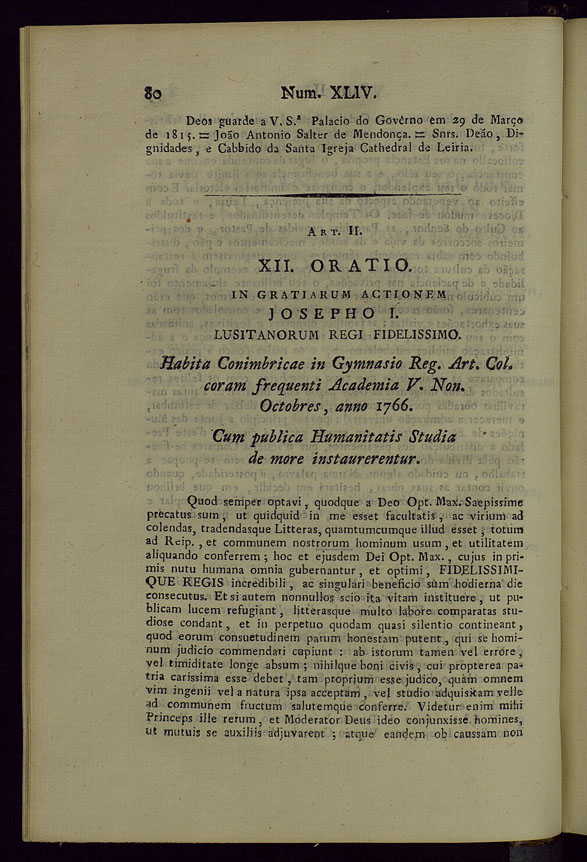 80 Num. XLIV.
Deos guarde a V. S.ª Palacio do Govêrno em 29 de Março
de 1815. = João Antonio Salter de Mendonça. = Snrs. Deão, Di-
gnidades, e Cabbido da Santa Igreja Cathedral de Leiria.
ART. II.
XII. ORATIO.
IN GRATIARUM ACTIONEM
JOSEPHO I.
LUSITANORUM REGI FIDELISSIMO.
Habita Conimbricae in Gymnasio Reg. Art. Col.
coram frequenti Academia V. Non.
Octobres, anno 1766.
Cum publica Humanitatis Studia
de more instaurerentur.
Quod semper optavi, quodque a Deo Opt. Max. Saepissime
precatus sum, ut quidquid in me esset facultatis, ac virium ad
colendas, tradendasque Litteras, quamtumcumque illud esset, totum
ad Reip., et communem nostrorum hominum usum, et utilitatem
aliquando conferrem; hoc et ejusdem Dei Opt. Max., cujus in pri-
mis nutu humana omnia gubernantur, et optimi, FIDELISSIMI-
QUE REGIS incredibili, ac singulari beneficio sum hodierna die
consecutus. Et si autem nonnullos scio ita vitam instituere, ut pu-
blicam lucem refugiant, litterasque multo labore comparatas stu-
diose condant, et in perpetuo quodam quasi silentio contineant,
quod eorum consuetudinem parum honestam putent, qui se homi-
num judicio commendari cupiunt: ab istorum tamen vel errore,
vel timiditate longe absum; nihilque boni civis, cui propterea pa-
tria carissima esse debet, tam proprium esse judico, quàm omnem
vim ingenii vel a natura ipsa acceptam, vel studio adquisitam velle
ad communem fructum salutemque conferre. Videtur enim mihi
Princeps ille rerum, et Moderator Deus ideo conjunxisse homines,
ut mutuis se auxiliis adjuvarent; atque eandem ob caussam non